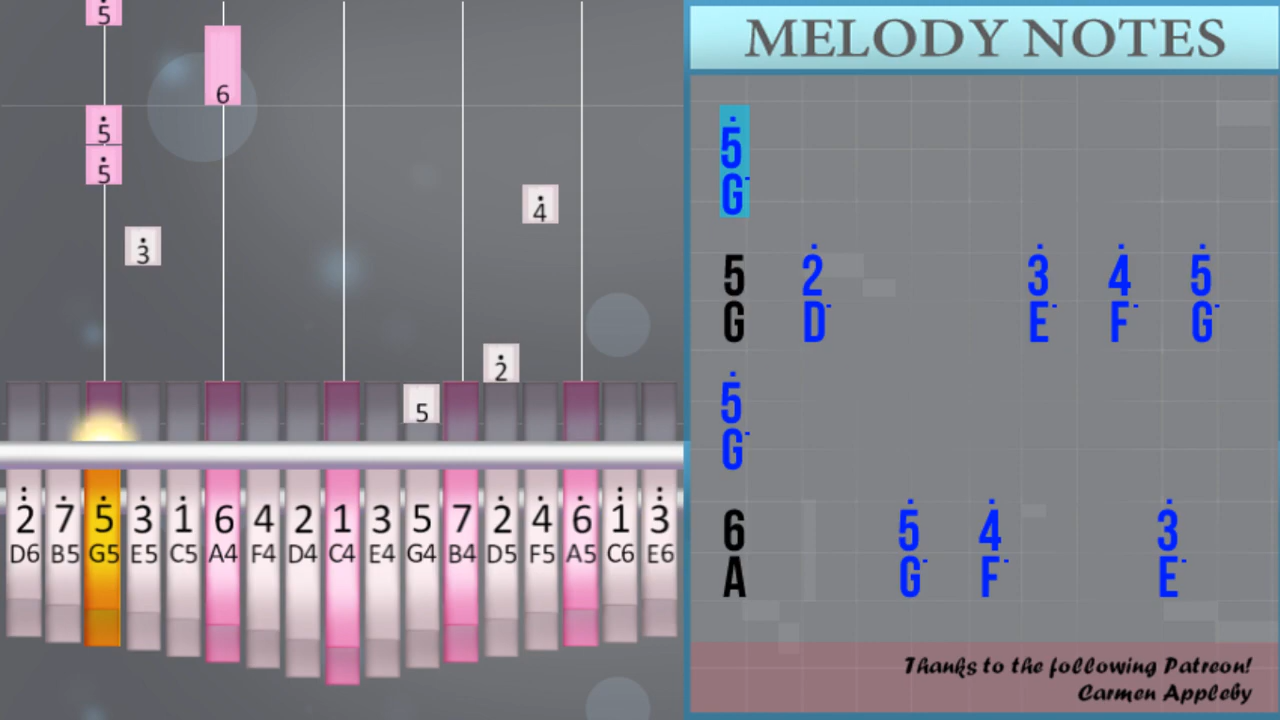 5̇
6
5̇
5̇
4̇
3̇
2̇
5
2̈ 7̇ 5̇ 3̇ 1̇ 6 4 2 1 3 5 7 2̇ 4̇ 6̇ 1̈ 3̈
D6 B5 G5 E5 C5 A4 F4 D4 C4 E4 G4 B4 D5 F5 A5 C6 E6
MELODY NOTES
5̇
G˙
5 2̇ 3̇ 4̇ 5̇
G D˙ E˙ F˙ G˙
5̇
G˙
6 5̇ 4̇ 3̇
A G˙ F˙ E˙
Thanks to the following Patreon!
Carmen Appleby